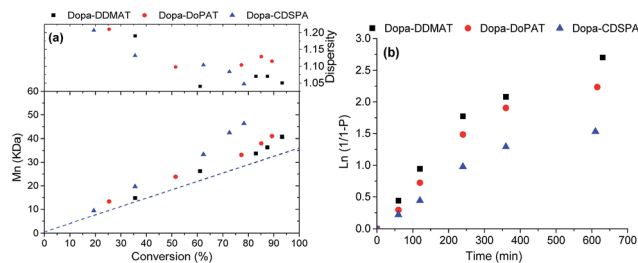 Dopa-DDMAT Dopa-DoPAT Dopa-CDSPA
(a)
1.20
1.15
1.10
1.05
Dispersity
60
50
40
30
20
10
0
Mn (KDa)
0 10 20 30 40 50 60 70 80 90 100
Conversion (%)
Dopa-DDMAT Dopa-DoPAT Dopa-CDSPA
(b)
3.0
2.5
2.0
1.5
1.0
0.5
0.0
Ln (1/1-P)
0 100 200 300 400 500 600 700
Time (min)